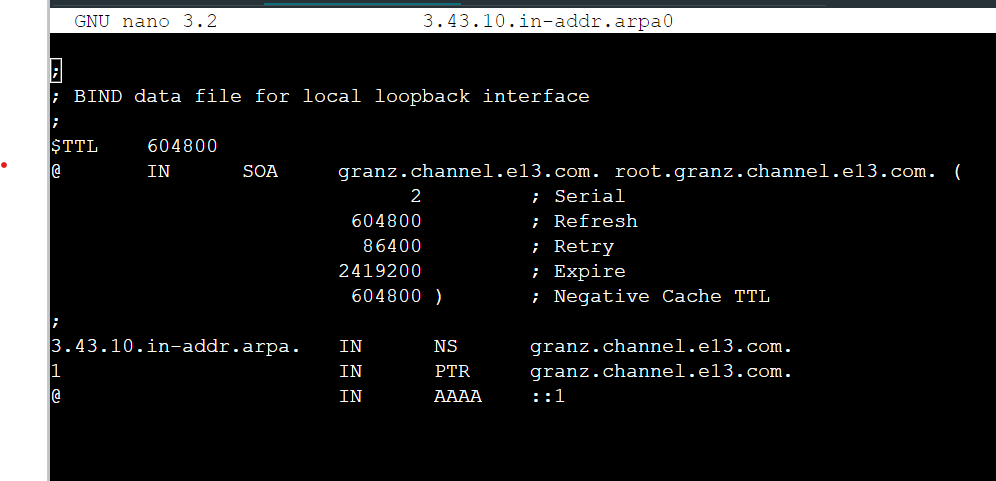 GNU nano 3.2 3.43.10.in-addr.arpa0
;
; BIND data file for local loopback interface
;
$TTL 604800
@ IN SOA granz.channel.e13.com. root.granz.channel.e13.com. (
2 ; Serial
604800 ; Refresh
86400 ; Retry
2419200 ; Expire
604800 ) ; Negative Cache TTL
;
3.43.10.in-addr.arpa. IN NS granz.channel.e13.com.
1 IN PTR granz.channel.e13.com.
@ IN AAAA ::1